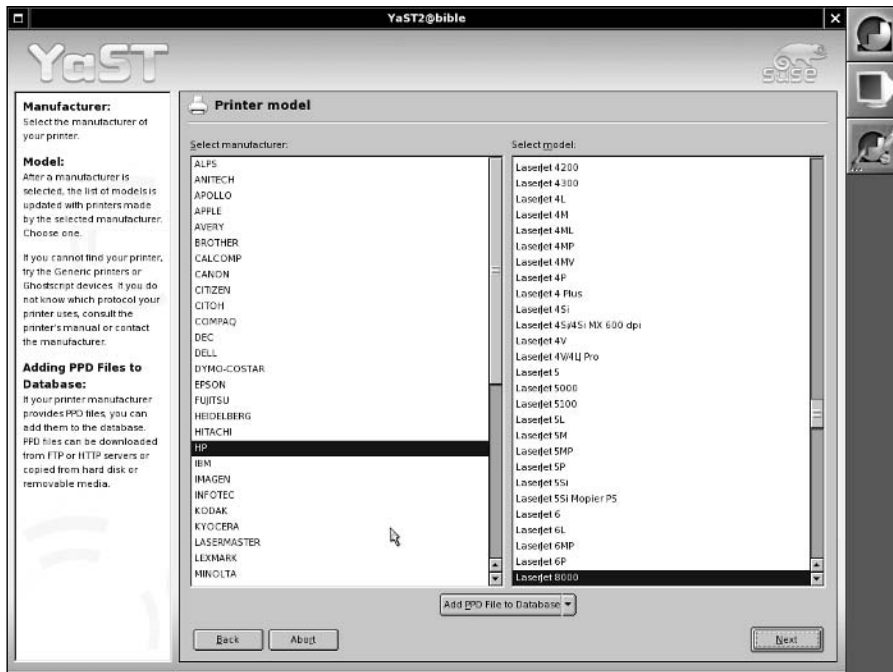 YaST2@bible
YaST
SUSE
Manufacturer:
Select the manufacturer of
your printer.
Model:
After a manufacturer is
selected, the list of models is
updated with printers made
by the selected manufacturer.
Choose one.
If you cannot find your printer,
try the Generic printers or
Ghostscript devices. If you do
not know which protocol your
printer uses, consult the
printer's manual or contact
the manufacturer.
Adding PPD Files to
Database:
If your printer manufacturer
provides PPD files, you can
add them to the database.
PPD files can be downloaded
from FTP or HTTP servers or
copied from hard disk or
removable media.
Printer model
Select manufacturer:
ALPS
ANITECH
APOLLO
APPLE
AVERY
BROTHER
CALCOMP
CANON
CITIZEN
CITOH
COMPAQ
DEC
DELL
DYMO-COSTAR
EPSON
FUJITSU
HEIDELBERG
HITACHI
HP
IBM
IMAGEN
INFOTEC
KODAK
KYOCERA
LASERMASTER
LEXMARK
MINOLTA
Select model:
LaserJet 4200
LaserJet 4300
LaserJet 4L
LaserJet 4M
LaserJet 4ML
LaserJet 4MP
LaserJet 4MV
LaserJet 4P
LaserJet 4 Plus
LaserJet 4Si
LaserJet 4Si/4Si MX 600 dpi
LaserJet 4V
LaserJet 4V/4LJ Pro
LaserJet 5
LaserJet 5000
LaserJet 5100
LaserJet 5L
LaserJet 5M
LaserJet 5MP
LaserJet 5P
LaserJet 5Si
LaserJet 5Si Mopier PS
LaserJet 6
LaserJet 6L
LaserJet 6MP
LaserJet 6P
LaserJet 8000
Add PPD File to Database
Back
Abort
Next